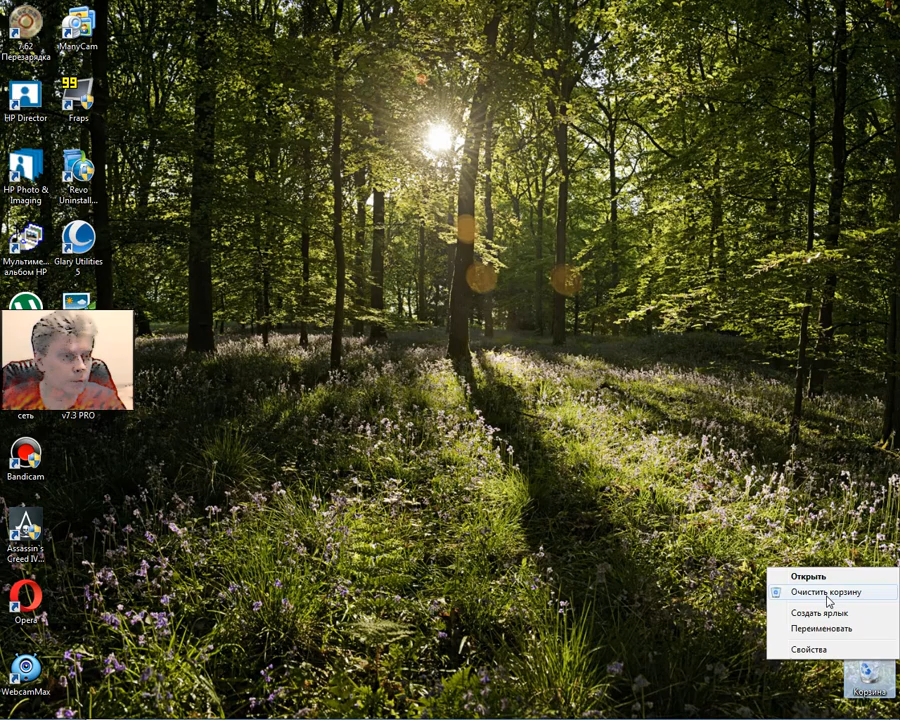 7.62
Перезарядка
ManyCam
HP Director
99
Fraps
HP Photo &
Imaging
Revo
Uninstall...
Мультиме...
альбом HP
Glary Utilities
5
сеть
v7.3 PRO
Bandicam
Assassin's
Creed IV...
Opera
WebcamMax
Открыть
Очистить корзину
Создать ярлык
Переименовать
Свойства
Корзина